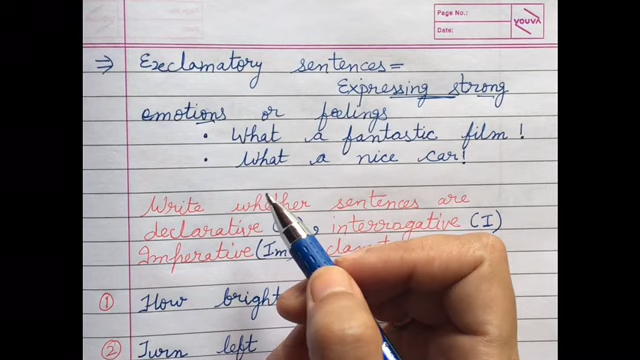 Page No.:
Date:
YOUVA
⇒ Exclamatory sentences =
Expressing strong
emotions or feelings
• What a fantastic film!
• What a nice car!
Write whether sentences are
declarative , interrogative (I)
Imperative (Im
① How bright
② Turn left